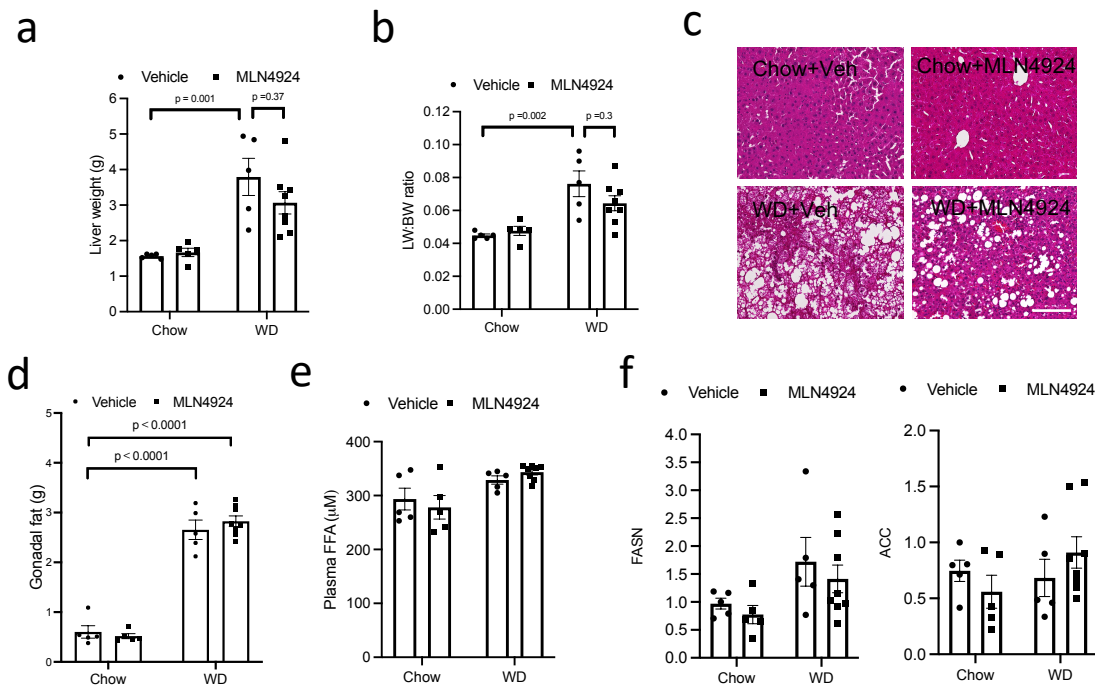 a
Vehicle MLN4924
p = 0.001
p =0.37
Liver weight (g)
6
5
4
3
2
1
0
Chow WD
b
Vehicle MLN4924
p =0.002
p =0.3
LW:BW ratio
0.12
0.10
0.08
0.06
0.04
0.02
0.00
Chow WD
c
Chow+Veh Chow+MLN4924
WD+Veh WD+MLN4924
d
Vehicle MLN4924
p < 0.0001
p < 0.0001
Gonadal fat (g)
5
4
3
2
1
0
Chow WD
e
Vehicle MLN4924
Plasma FFA (μM)
400
300
200
100
0
Chow WD
f
Vehicle MLN4924
FASN
4.0
3.5
3.0
2.5
2.0
1.5
1.0
0.5
0.0
Chow WD
Vehicle MLN4924
ACC
2.0
1.5
1.0
0.5
0.0
Chow WD